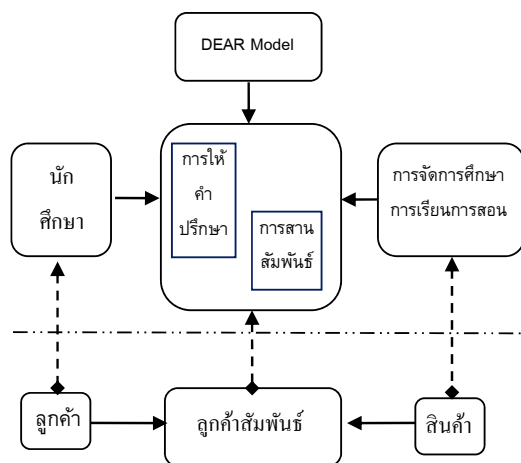 DEAR Model
นัก
ศึกษา
การให้
คำ
ปรึกษา
การสาน
สัมพันธ์
การจัดการศึกษา
การเรียนการสอน
ลูกค้า
ลูกค้าสัมพันธ์
สินค้า